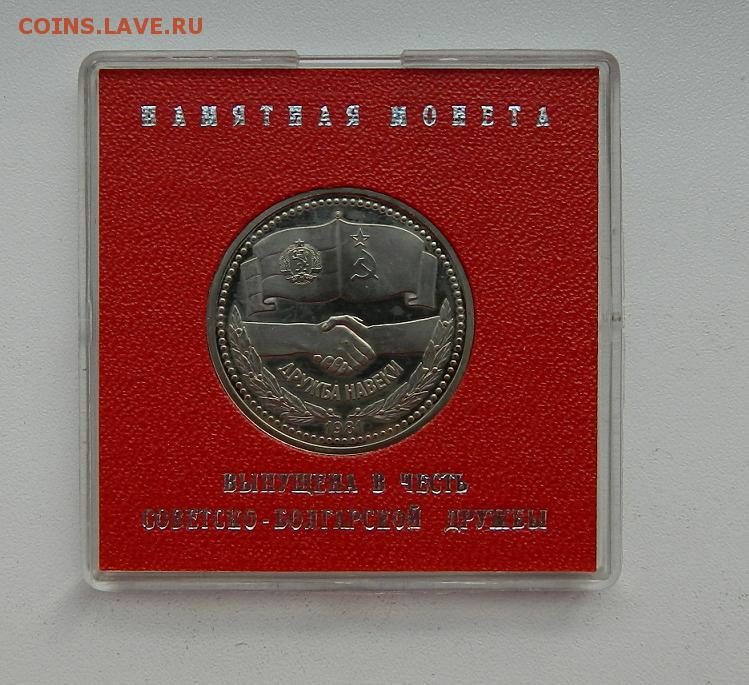 COINS.LAVE.RU
ПАМЯТНАЯ МОНЕТА
ДРУЖБА НАВЕКИ
1981
ВЫПУЩЕНА В ЧЕСТЬ
СОВЕТСКО-БОЛГАРСКОЙ ДРУЖБЫ